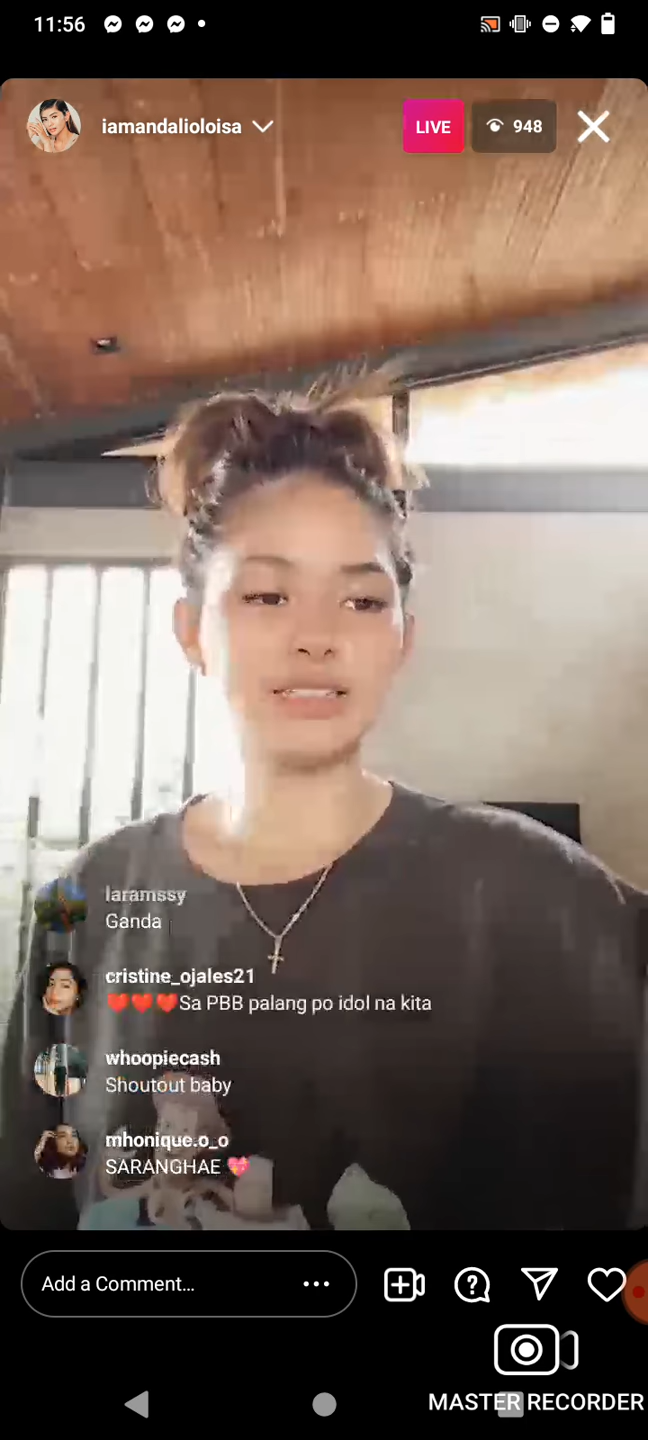 11:56
iamandalioloisa
LIVE
948
laramssy
Ganda
cristine_ojales21
❤️❤️❤️Sa PBB palang po idol na kita
whoopiecash
Shoutout baby
mhonique.o_o
SARANGHAE 💖
Add a Comment...
MASTER RECORDER